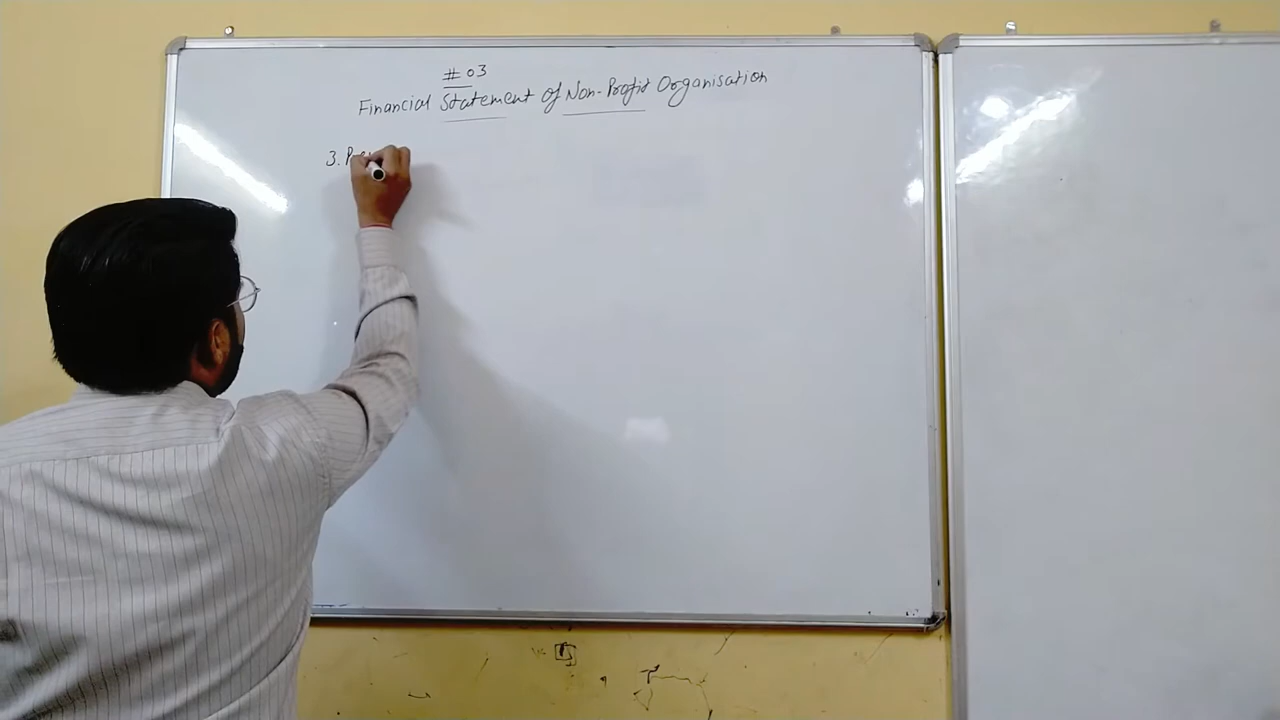 # 03
Financial Statement of Non-Profit Organisation
3.